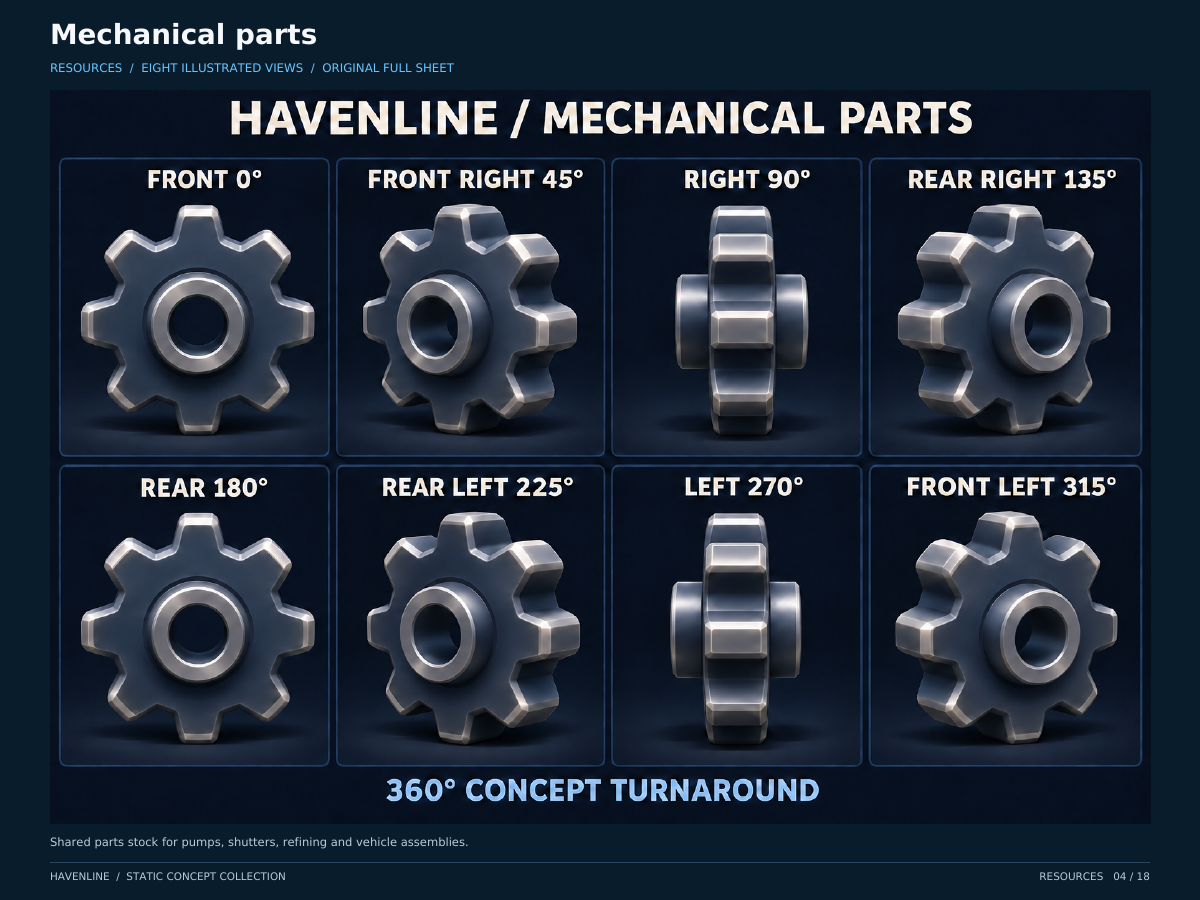 Mechanical parts
RESOURCES / EIGHT ILLUSTRATED VIEWS / ORIGINAL FULL SHEET
HAVENLINE / MECHANICAL PARTS
FRONT 0°
FRONT RIGHT 45°
RIGHT 90°
REAR RIGHT 135°
REAR 180°
REAR LEFT 225°
LEFT 270°
FRONT LEFT 315°
360° CONCEPT TURNAROUND
Shared parts stock for pumps, shutters, refining and vehicle assemblies.
HAVENLINE / STATIC CONCEPT COLLECTION
RESOURCES 04 / 18